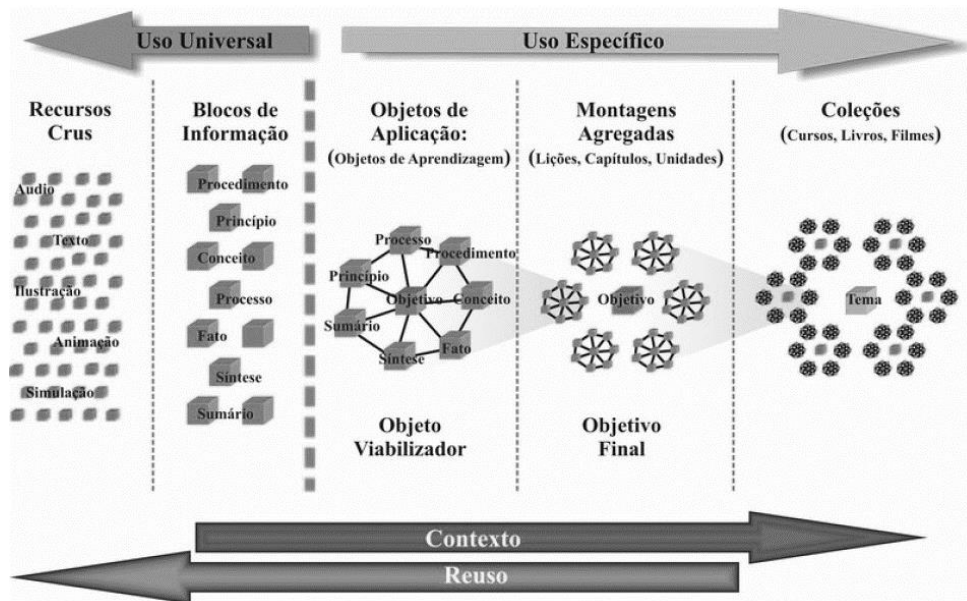 Uso Universal
Uso Específico
Recursos
Crus
Blocos de
Informação
Objetos de
Aplicação:
(Objetos de Aprendizagem)
Montagens
Agregadas
(Lições, Capítulos, Unidades)
Coleções
(Cursos, Livros, Filmes)
Áudio
Texto
Ilustração
Animação
Simulação
Procedimento
Princípio
Conceito
Processo
Fato
Síntese
Sumário
Processo
Procedimento
Princípio
Objetivo
Conceito
Sumário
Síntese
Fato
Objeto
Viabilizador
Objetivo
Objetivo
Final
Tema
Contexto
Reuso